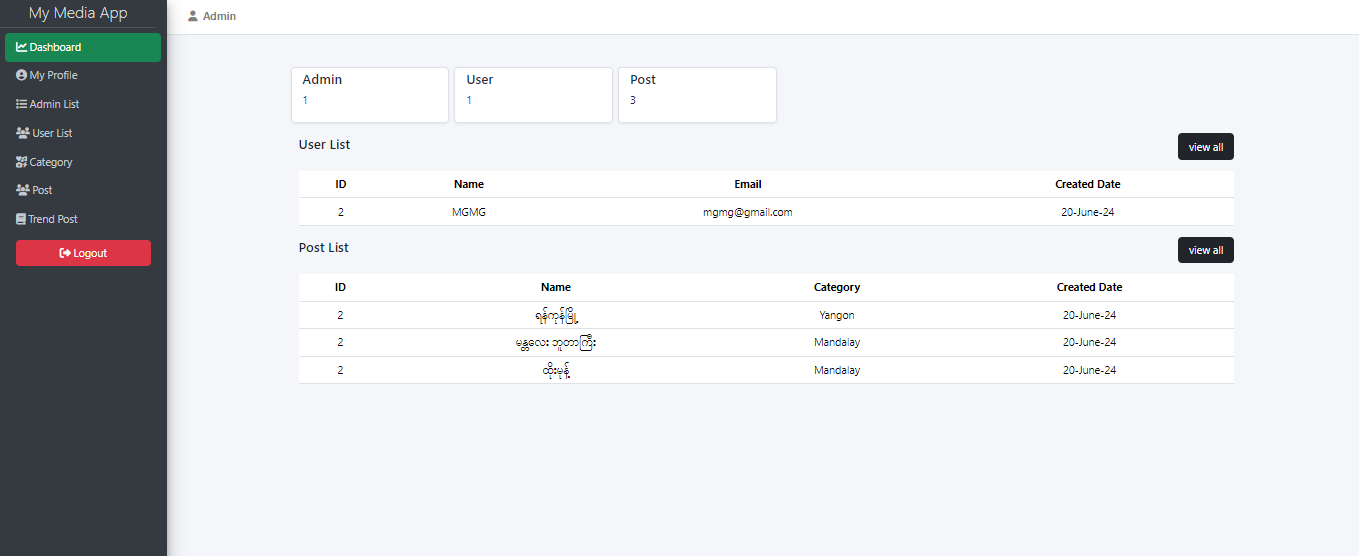 My Media App
Admin
Dashboard
My Profile
Admin List
User List
Category
Post
Trend Post
Logout
Admin
1
User
1
Post
3
User List
view all
ID Name Email Created Date
2 MGMG mgmg@gmail.com 20-June-24
Post List
view all
ID Name Category Created Date
2 ရန်ကုန်မြို့ Yangon 20-June-24
2 မန္တလေး ဘူတာကြီး Mandalay 20-June-24
2 ထိုးမုန့် Mandalay 20-June-24